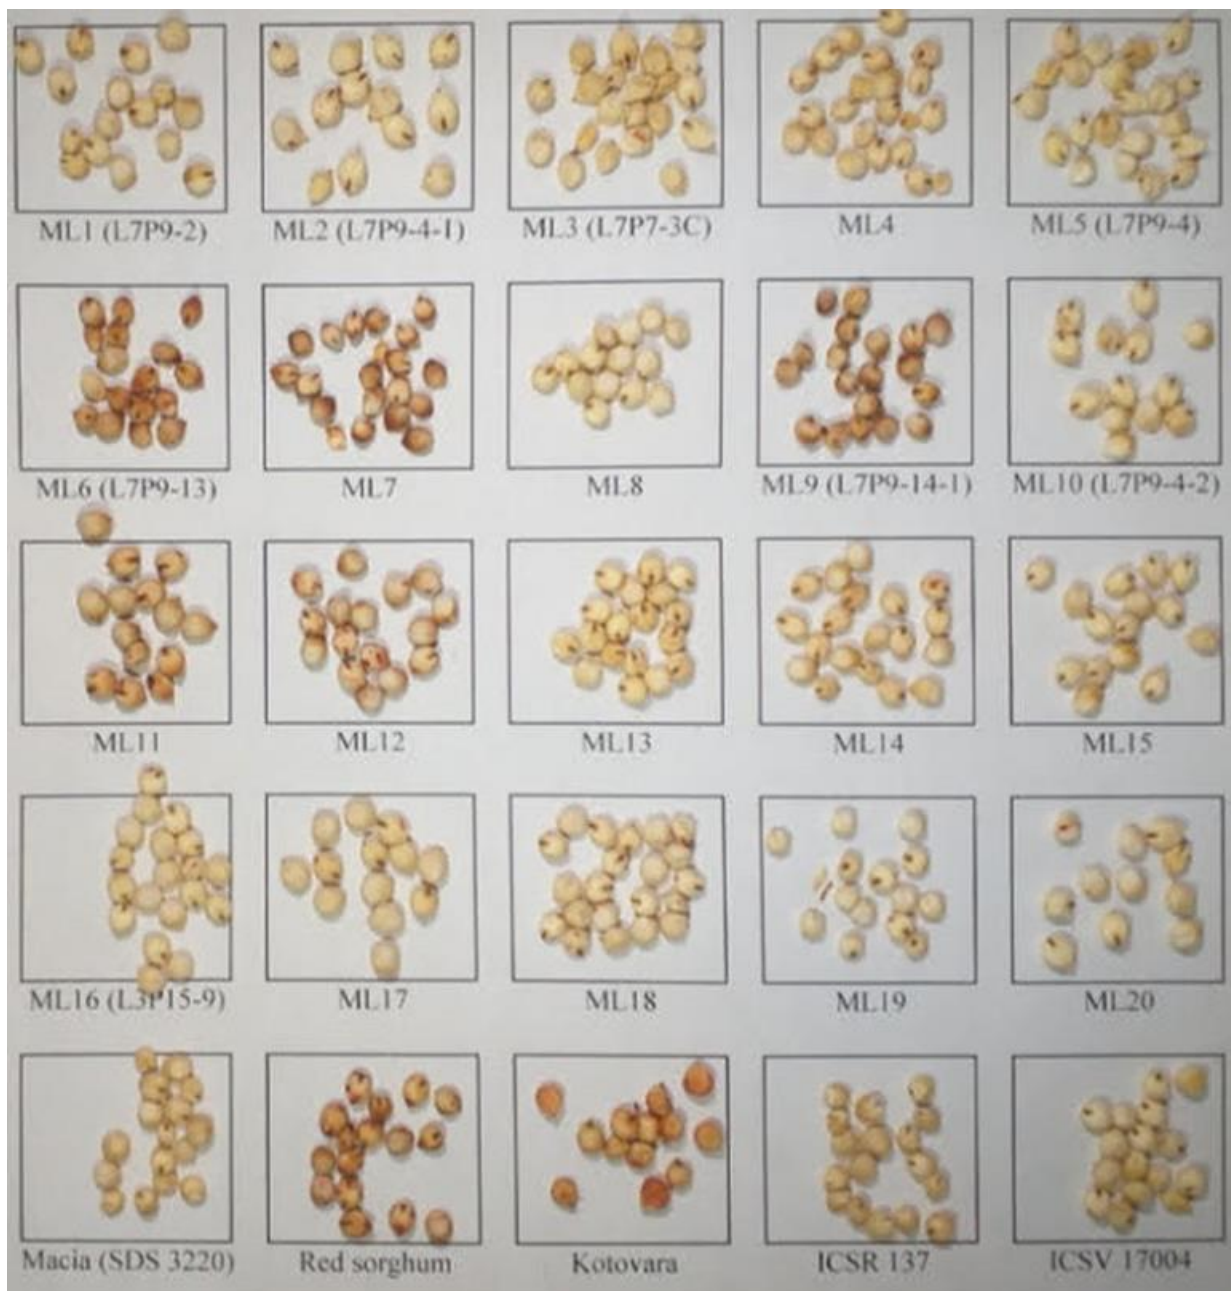 ML1 (L7P9-2) ML2 (L7P9-4-1) ML3 (L7P7-3C) ML4 ML5 (L7P9-4)
ML6 (L7P9-13) ML7 ML8 ML9 (L7P9-14-1) ML10 (L7P9-4-2)
ML11 ML12 ML13 ML14 ML15
ML16 (L3P15-9) ML17 ML18 ML19 ML20
Macia (SDS 3220) Red sorghum Kotovara ICSR 137 ICSV 17004